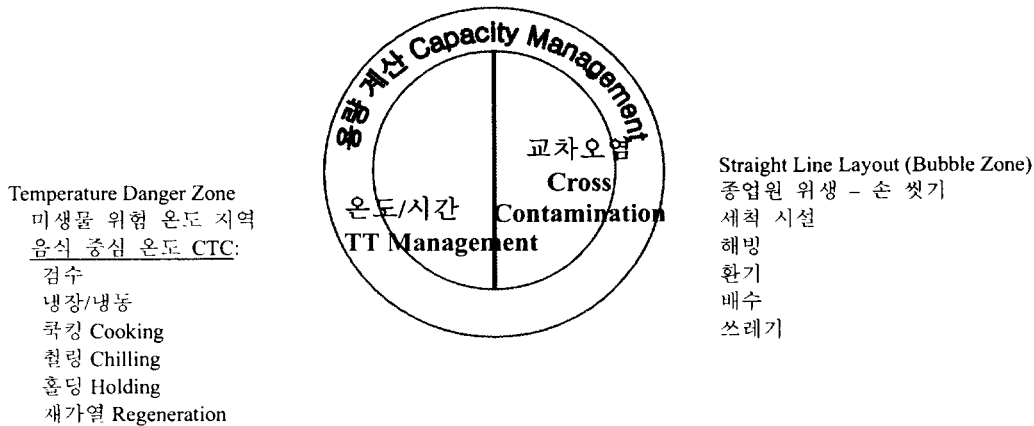 용량 계산 Capacity Management
교차오염
Cross
Contamination
온도/시간
TT Management
Temperature Danger Zone
미생물 위험 온도 지역
음식 중심 온도 CTC:
검수
냉장/냉동
쿡킹 Cooking
칠링 Chilling
홀딩 Holding
재가열 Regeneration
Straight Line Layout (Bubble Zone)
종업원 위생 – 손 씻기
세척 시설
해빙
환기
배수
쓰레기